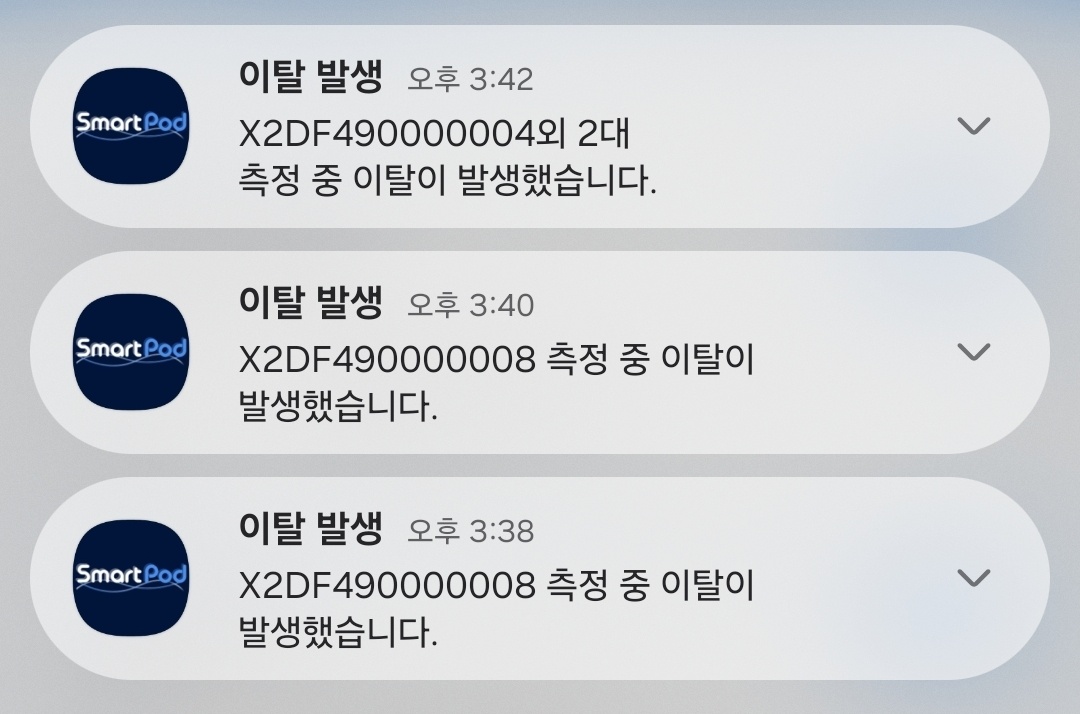 이탈 발생 오후 3:42
SmartPod
X2DF490000004외 2대
측정 중 이탈이 발생했습니다.
이탈 발생 오후 3:40
SmartPod
X2DF490000008 측정 중 이탈이
발생했습니다.
이탈 발생 오후 3:38
SmartPod
X2DF490000008 측정 중 이탈이
발생했습니다.